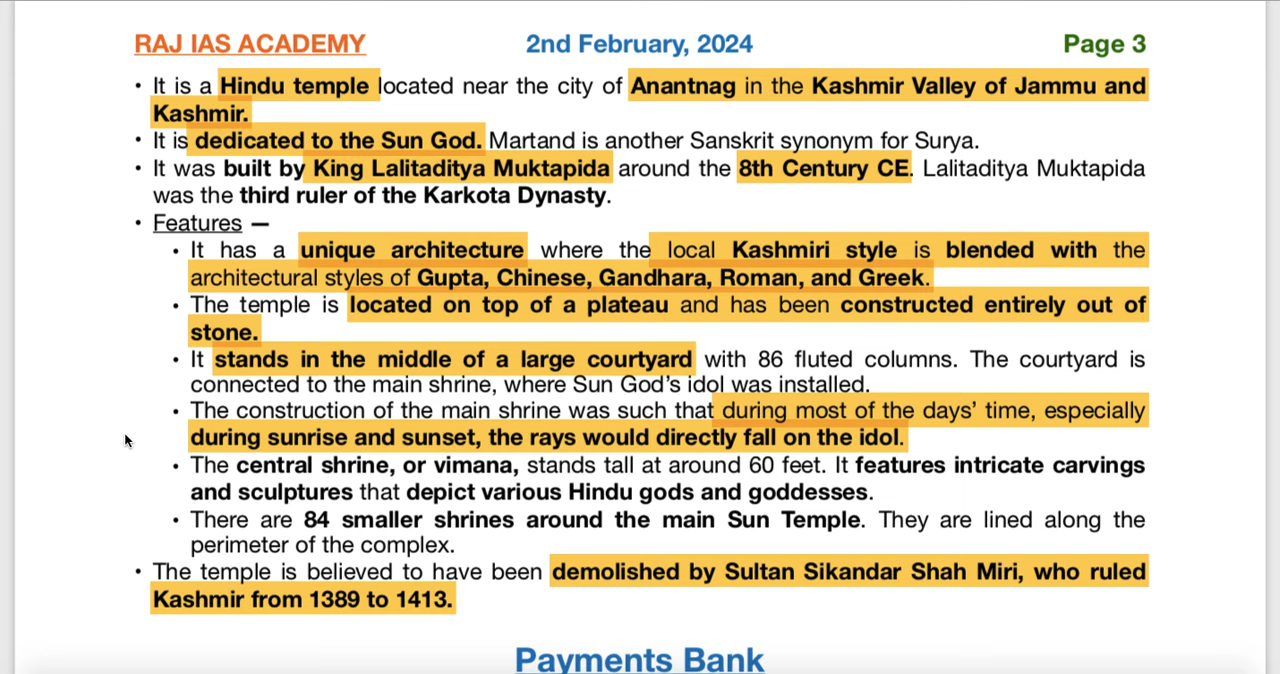 RAJ IAS ACADEMY 2nd February, 2024 Page 3
• It is a Hindu temple located near the city of Anantnag in the Kashmir Valley of Jammu and
Kashmir.
• It is dedicated to the Sun God. Martand is another Sanskrit synonym for Surya.
• It was built by King Lalitaditya Muktapida around the 8th Century CE. Lalitaditya Muktapida
was the third ruler of the Karkota Dynasty.
• Features —
• It has a unique architecture where the local Kashmiri style is blended with the
architectural styles of Gupta, Chinese, Gandhara, Roman, and Greek.
• The temple is located on top of a plateau and has been constructed entirely out of
stone.
• It stands in the middle of a large courtyard with 86 fluted columns. The courtyard is
connected to the main shrine, where Sun God's idol was installed.
• The construction of the main shrine was such that during most of the days' time, especially
during sunrise and sunset, the rays would directly fall on the idol.
• The central shrine, or vimana, stands tall at around 60 feet. It features intricate carvings
and sculptures that depict various Hindu gods and goddesses.
• There are 84 smaller shrines around the main Sun Temple. They are lined along the
perimeter of the complex.
• The temple is believed to have been demolished by Sultan Sikandar Shah Miri, who ruled
Kashmir from 1389 to 1413.
Payments Bank